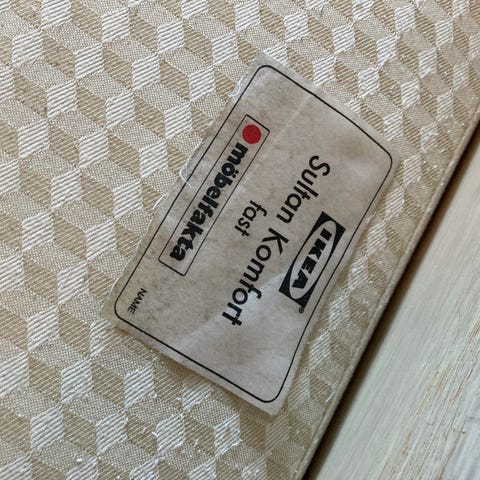 IKEA®
Sultan Komfort
fast
möbelfakta
NAME